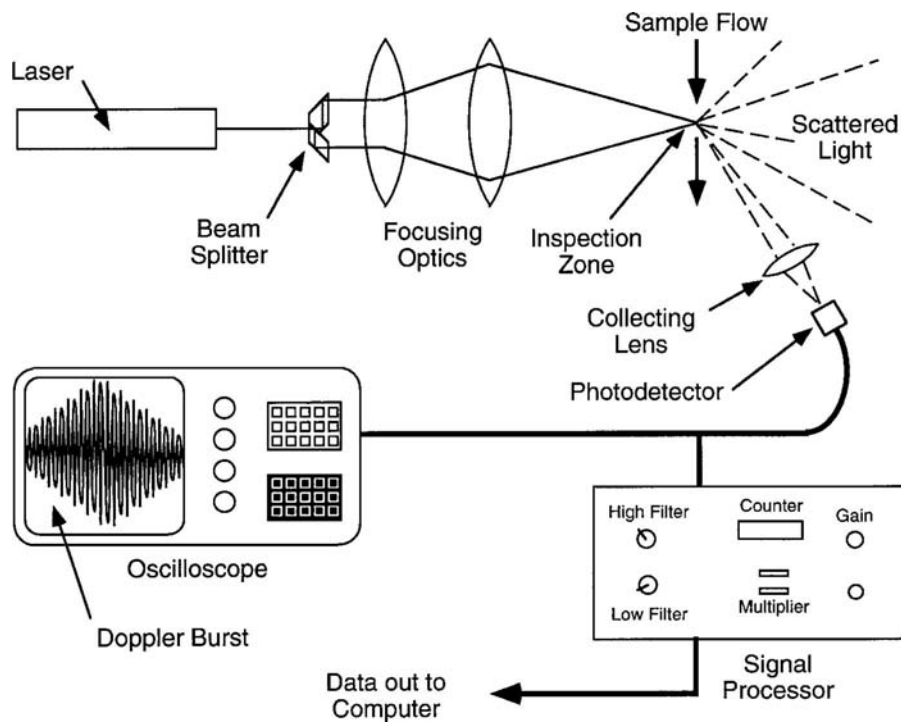 Sample Flow
Laser
Scattered
Light
Beam
Splitter
Focusing
Optics
Inspection
Zone
Collecting
Lens
Photodetector
High Filter
Counter
Gain
Low Filter
Multiplier
Oscilloscope
Doppler Burst
Signal
Processor
Data out to
Computer